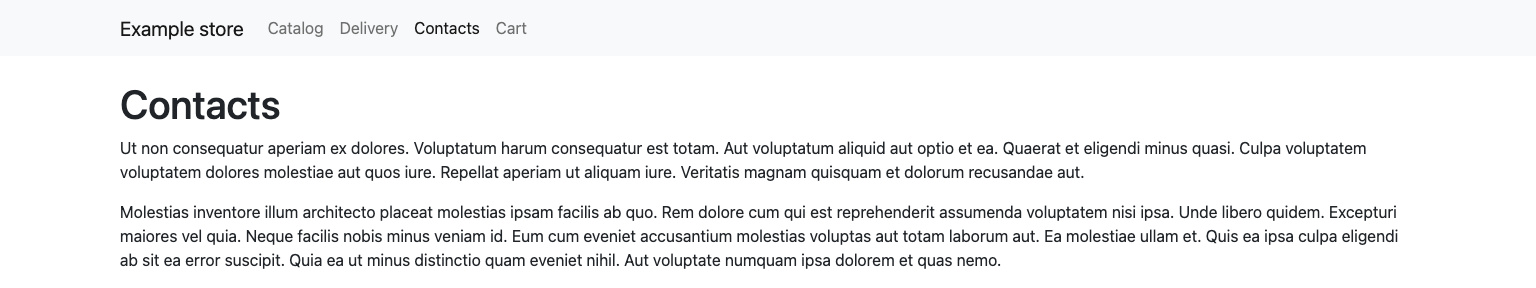 Example store Catalog Delivery Contacts Cart
Contacts
Ut non consequatur aperiam ex dolores. Voluptatum harum consequatur est totam. Aut voluptatum aliquid aut optio et ea. Quaerat et eligendi minus quasi. Culpa voluptatem
voluptatem dolores molestiae aut quos iure. Repellat aperiam ut aliquam iure. Veritatis magnam quisquam et dolorum recusandae aut.
Molestias inventore illum architecto placeat molestias ipsam facilis ab quo. Rem dolore cum qui est reprehenderit assumenda voluptatem nisi ipsa. Unde libero quidem. Excepturi
maiores vel quia. Neque facilis nobis minus veniam id. Eum cum eveniet accusantium molestias voluptas aut totam laborum aut. Ea molestiae ullam et. Quis ea ipsa culpa eligendi
ab sit ea error suscipit. Quia ea ut minus distinctio quam eveniet nihil. Aut voluptate numquam ipsa dolorem et quas nemo.